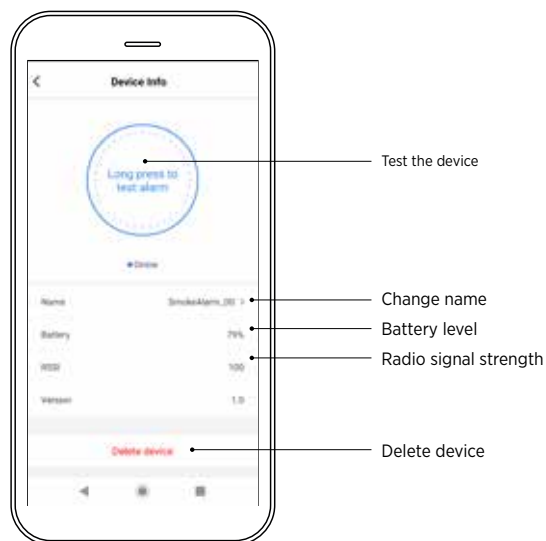 Device Info
Long press to
test alarm
Test the device
Online
Name SmokeAlarm_00 >
Change name
Battery 79%
Battery level
RSSI 100
Radio signal strength
Version 1.0
Delete device
Delete device